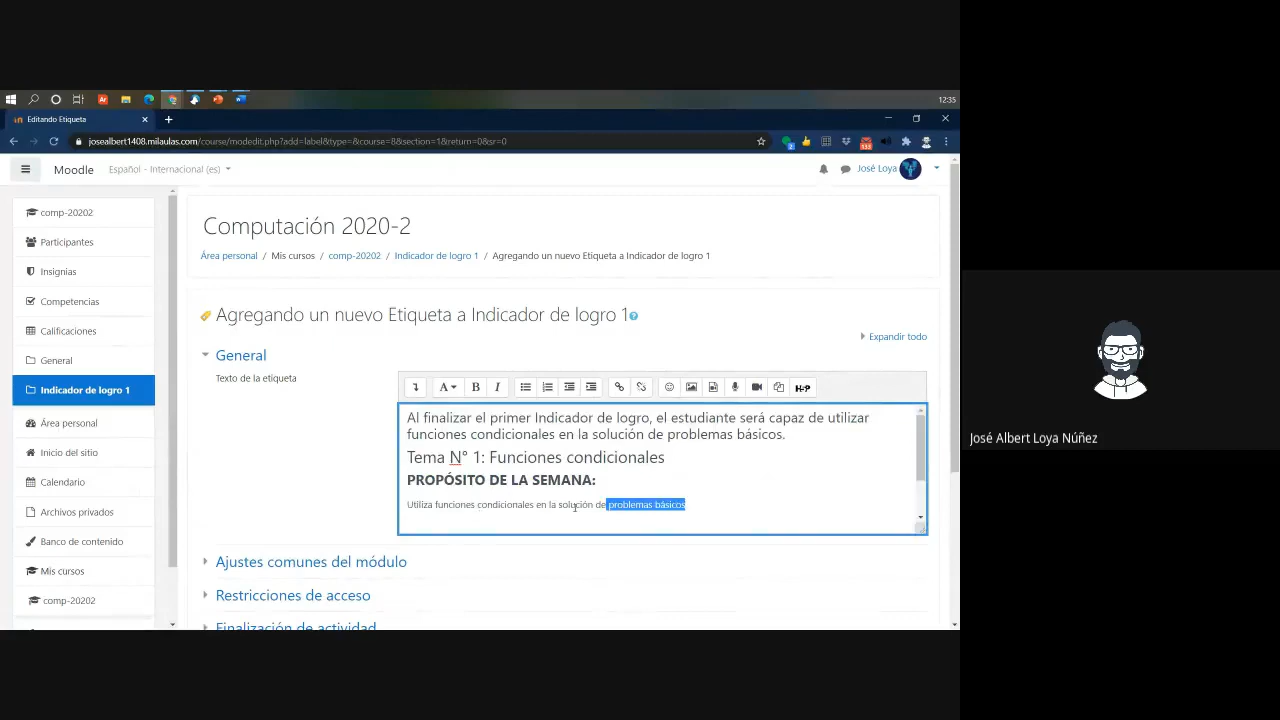 12:35
Editando Etiqueta
josealbert1408.milaulas.com/course/modedit.php?add=label&type=&course=8&section=1&return=0&sr=0
Moodle
Español - Internacional (es)
José Loya
comp-20202
Participantes
Insignias
Competencias
Calificaciones
General
Indicador de logro 1
Área personal
Inicio del sitio
Calendario
Archivos privados
Banco de contenido
Mis cursos
comp-20202
Computación 2020-2
Área personal / Mis cursos / comp-20202 / Indicador de logro 1 / Agregando un nuevo Etiqueta a Indicador de logro 1
Agregando un nuevo Etiqueta a Indicador de logro 1
Expandir todo
General
Texto de la etiqueta
A B I H-P
Al finalizar el primer Indicador de logro, el estudiante será capaz de utilizar
funciones condicionales en la solución de problemas básicos.
Tema N° 1: Funciones condicionales
PROPÓSITO DE LA SEMANA:
Utiliza funciones condicionales en la solución de problemas básicos
Ajustes comunes del módulo
Restricciones de acceso
Finalización de actividad
José Albert Loya Núñez